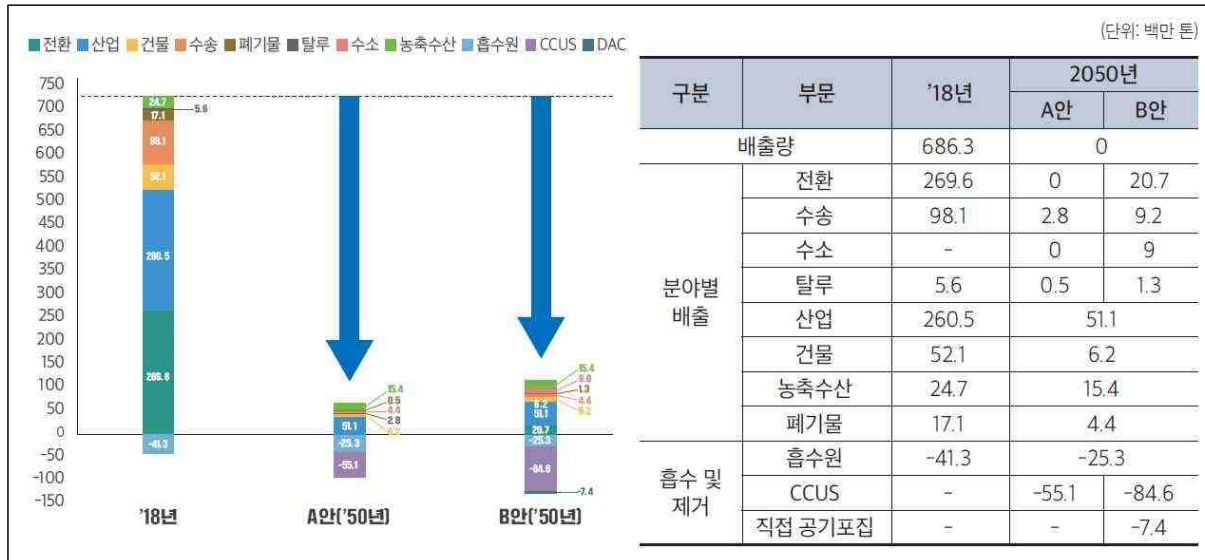 (단위: 백만 톤)
전환 산업 건물 수송 폐기물 탈루 수소 농축수산 흡수원 CCUS DAC
750
700
650
600
550
500
450
400
350
300
250
200
150
100
50
0
-50
-100
-150
24.7
5.6
17.1
98.1
52.1
260.5
269.6
-41.3
'18년
15.4
0.5
4.4
2.8
6.2
51.1
-25.3
-55.1
A안('50년)
15.4
9.0
1.3
4.4
9.2
6.2
51.1
20.7
-25.3
-84.6
-7.4
B안('50년)
구분 부문 '18년 2050년
A안 B안
배출량 686.3 0
분야별 배출
전환 269.6 0 20.7
수송 98.1 2.8 9.2
수소 - 0 9
탈루 5.6 0.5 1.3
산업 260.5 51.1
건물 52.1 6.2
농축수산 24.7 15.4
폐기물 17.1 4.4
흡수 및 제거
흡수원 -41.3 -25.3
CCUS - -55.1 -84.6
직접 공기포집 - - -7.4